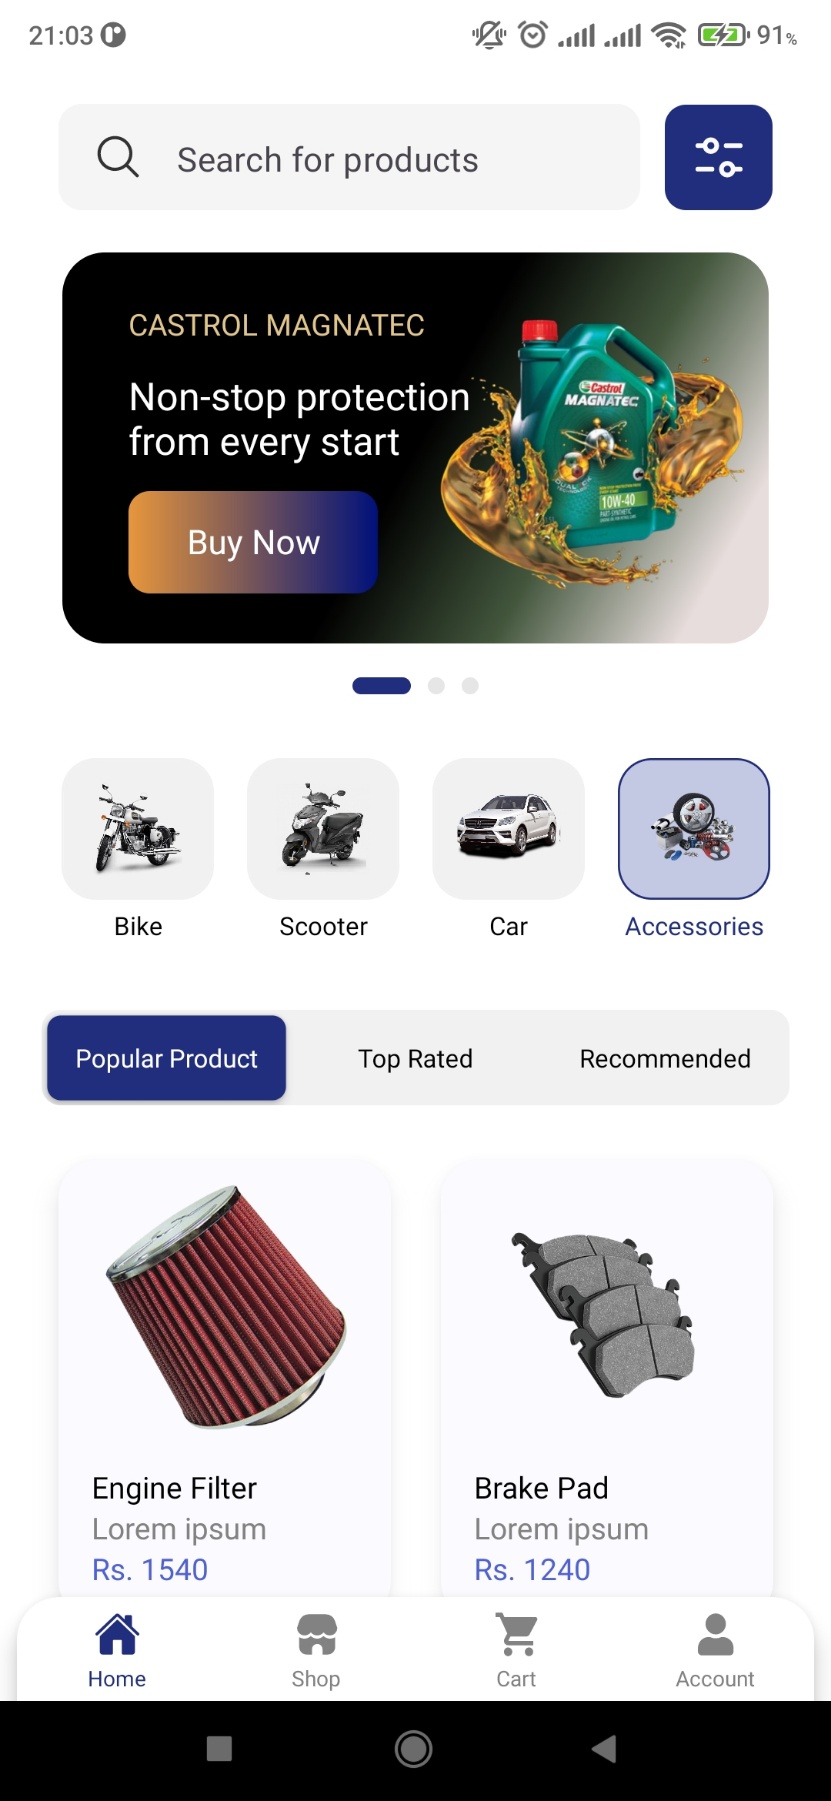 21:03
91%
Search for products
CASTROL MAGNATEC
Non-stop protection
from every start
Buy Now
Castrol
MAGNATEC
10W-40
Bike
Scooter
Car
Accessories
Popular Product
Top Rated
Recommended
Engine Filter
Lorem ipsum
Rs. 1540
Brake Pad
Lorem ipsum
Rs. 1240
Home
Shop
Cart
Account